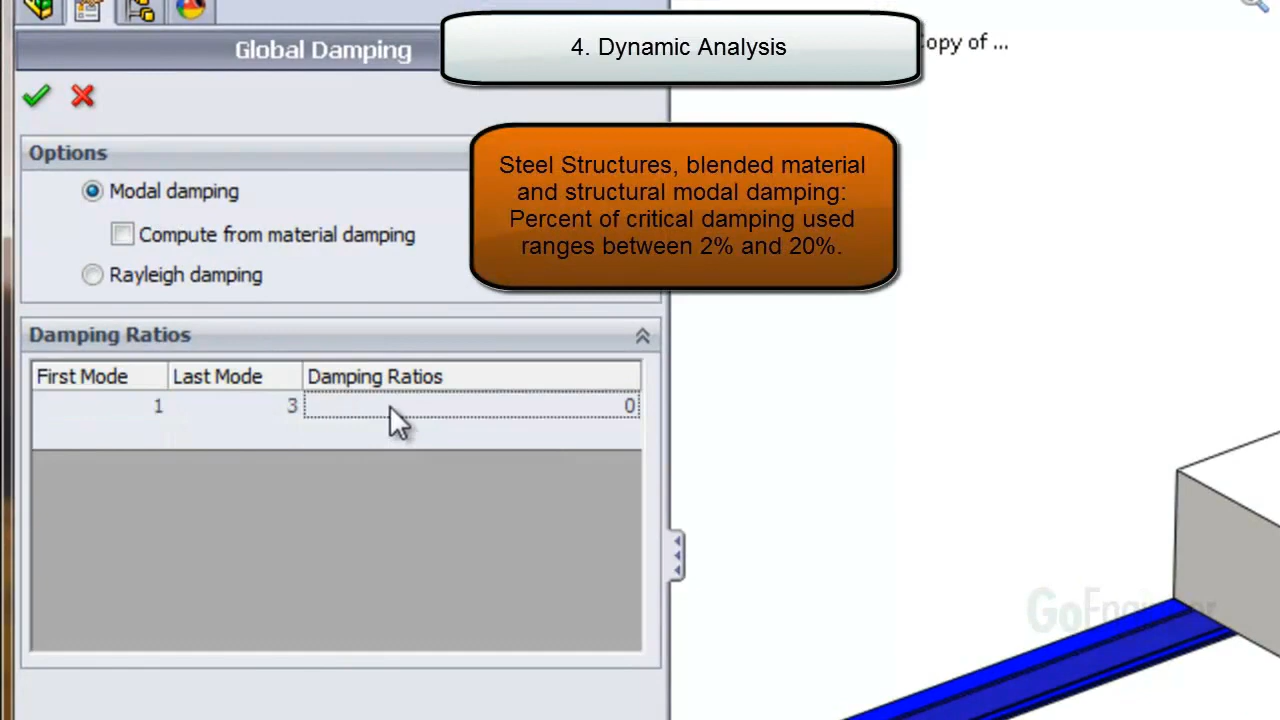 4. Dynamic Analysis
opy of ...
Global Damping
Steel Structures, blended material
and structural modal damping:
Percent of critical damping used
ranges between 2% and 20%.
Options
Modal damping
Compute from material damping
Rayleigh damping
Damping Ratios
First Mode Last Mode Damping Ratios
1 3 0
GoEngineer